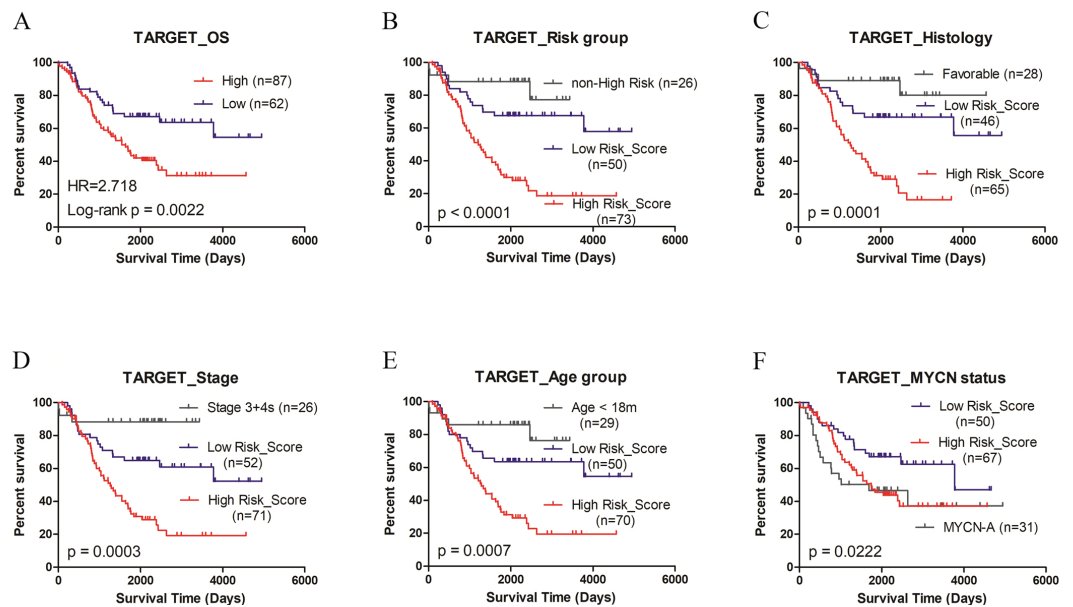 A
TARGET_OS
Percent survival
100
80
60
40
20
0
High (n=87)
Low (n=62)
HR=2.718
Log-rank p = 0.0022
0 2000 4000 6000
Survival Time (Days)
B
TARGET_Risk group
Percent survival
100
80
60
40
20
0
non-High Risk (n=26)
Low Risk_Score
(n=50)
High Risk_Score
(n=73)
p < 0.0001
0 2000 4000 6000
Survival Time (Days)
C
TARGET_Histology
Percent survival
100
80
60
40
20
0
Favorable (n=28)
Low Risk_Score
(n=46)
High Risk_Score
(n=65)
p = 0.0001
0 2000 4000 6000
Survival Time (Days)
D
TARGET_Stage
Percent survival
100
80
60
40
20
0
Stage 3+4s (n=26)
Low Risk_Score
(n=52)
High Risk_Score
(n=71)
p = 0.0003
0 2000 4000 6000
Survival Time (Days)
E
TARGET_Age group
Percent survival
100
80
60
40
20
0
Age < 18m
(n=29)
Low Risk_Score
(n=50)
High Risk_Score
(n=70)
p = 0.0007
0 2000 4000 6000
Survival Time (Days)
F
TARGET_MYCN status
Percent survival
100
80
60
40
20
0
Low Risk_Score
(n=50)
High Risk_Score
(n=67)
MYCN-A (n=31)
p = 0.0222
0 2000 4000 6000
Survival Time (Days)